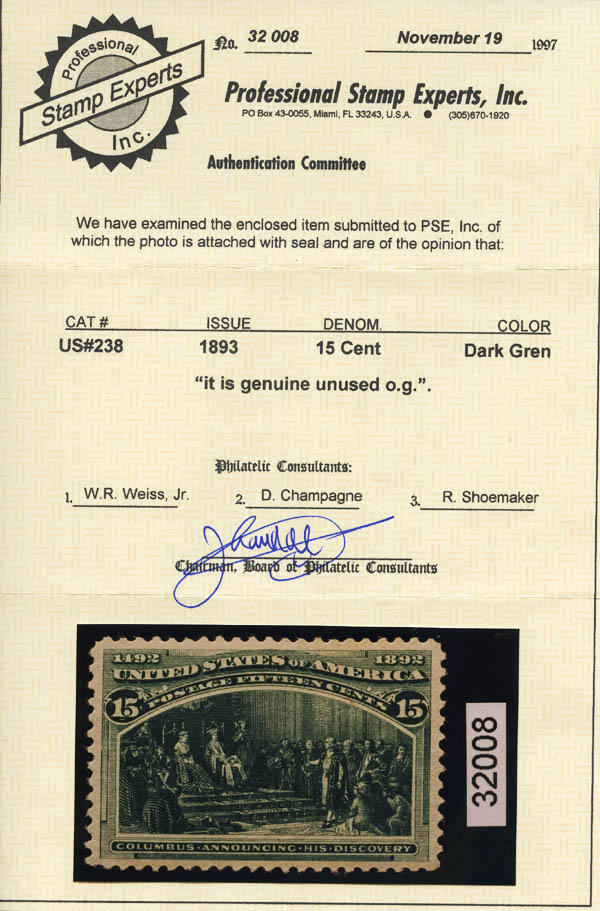 Professional
Stamp Experts
Inc.
No. 32 008
November 19 1997
Professional Stamp Experts, Inc.
PO Box 43-0055, Miami, FL 33243, U.S.A. ● (305)670-1920
Authentication Committee
We have examined the enclosed item submitted to PSE, Inc. of
which the photo is attached with seal and are of the opinion that:
CAT # ISSUE DENOM. COLOR
US#238 1893 15 Cent Dark Gren
“it is genuine unused o.g.”.
Philatelic Consultants:
1. W.R. Weiss, Jr. 2. D. Champagne 3. R. Shoemaker
Chairman, Board of Philatelic Consultants
1492 1892
UNITED STATES OF AMERICA
POSTAGE FIFTEEN CENTS
15 15
COLUMBUS·ANNOUNCING·HIS·DISCOVERY
32008